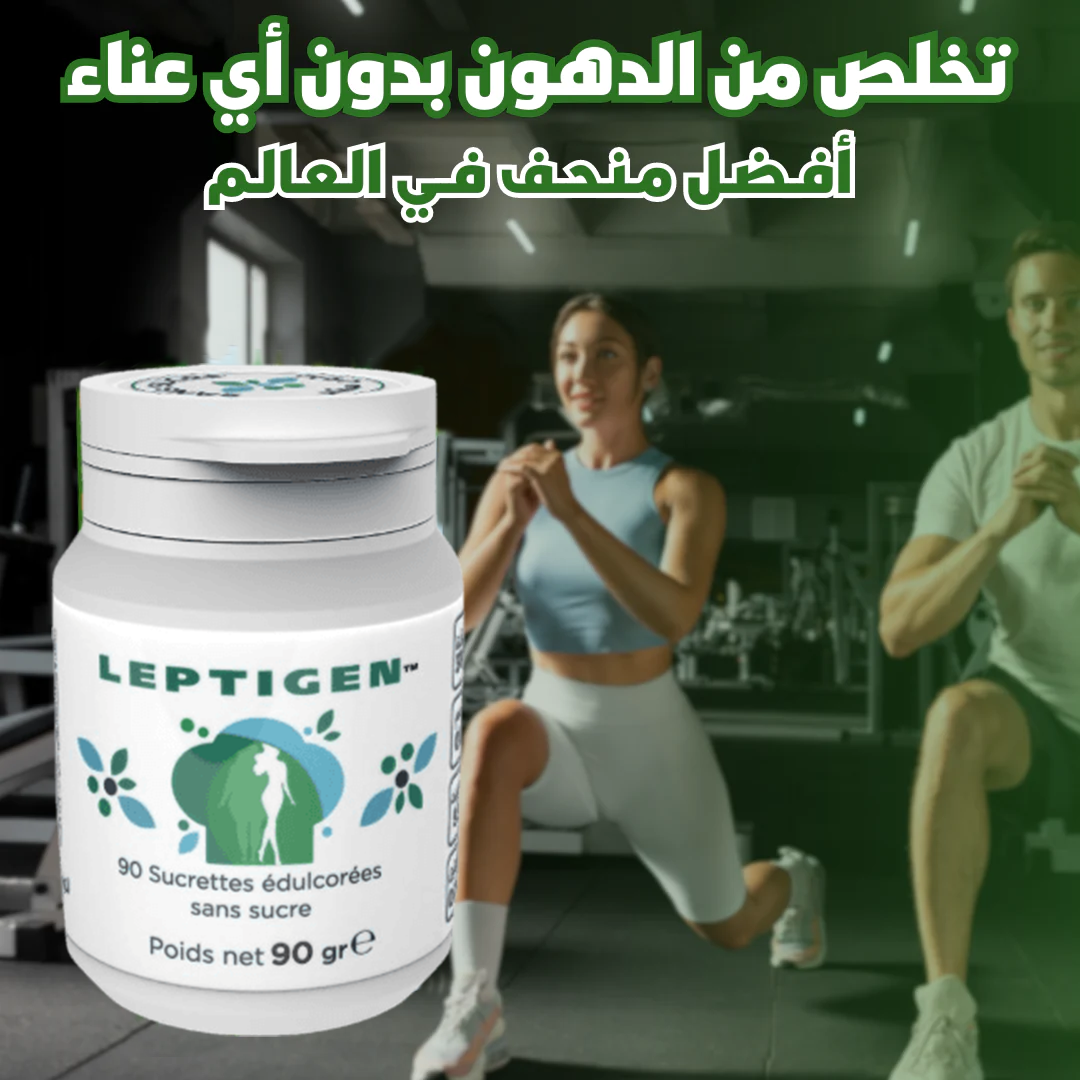 تخلص من الدهون بدون أي عناء
أفضل منحف في العالم
LEPTIGEN™
90 Sucrettes édulcorées
sans sucre
Poids net 90 gr℮